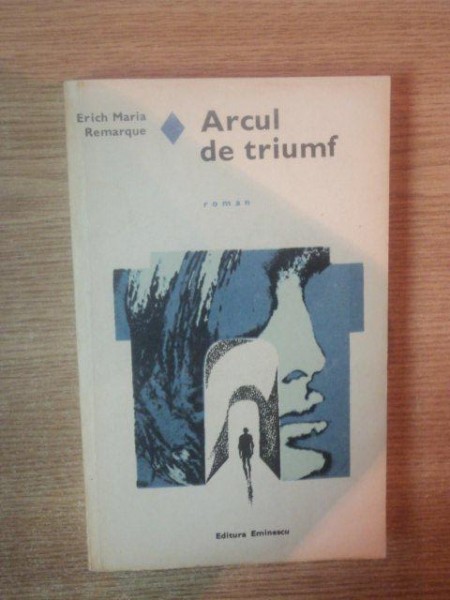 Erich Maria
Remarque
Arcul
de triumf
roman
Editura Eminescu